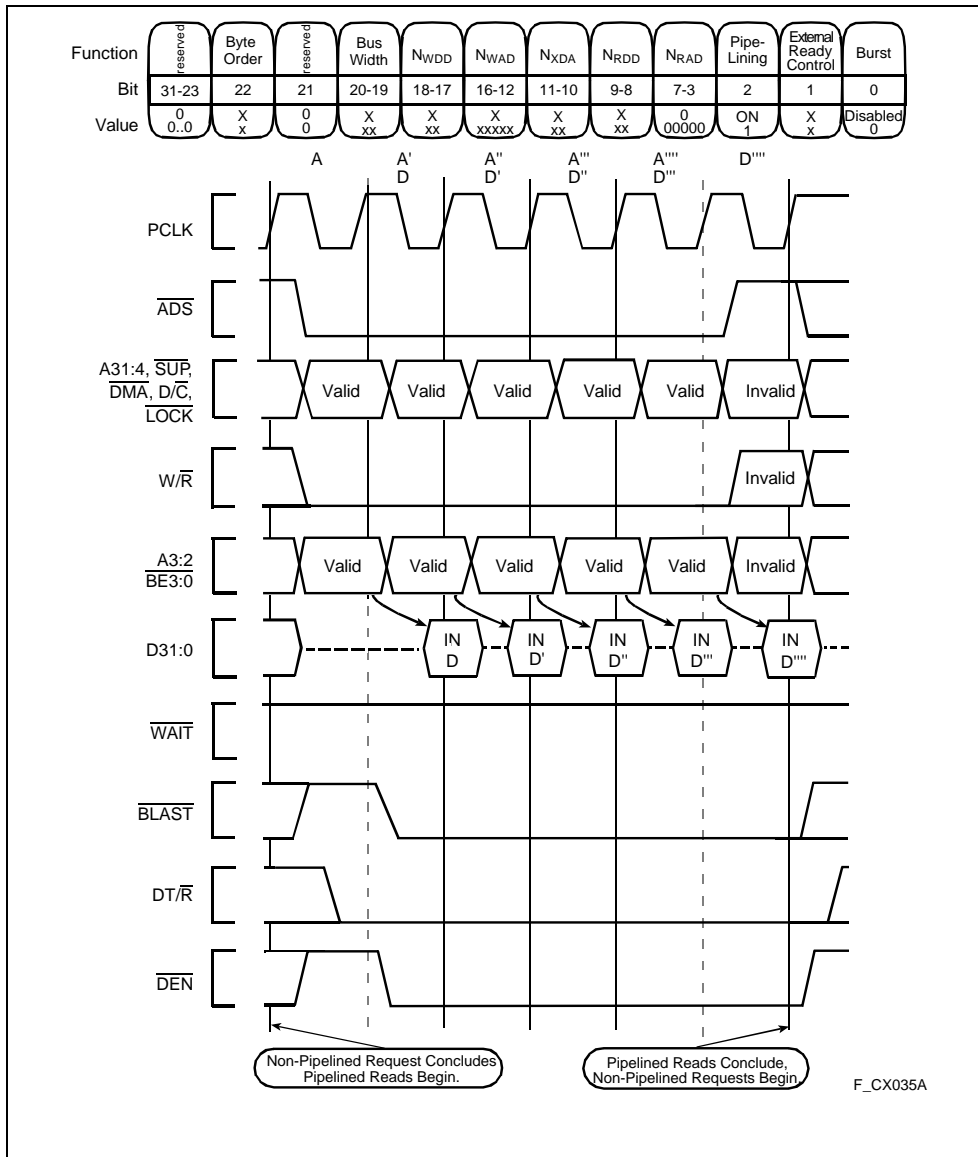 Function reserved Byte Order reserved Bus Width NWDD NWAD NXDA NRDD NRAD Pipe-Lining External Ready Control Burst
Bit 31-23 22 21 20-19 18-17 16-12 11-10 9-8 7-3 2 1 0
Value 0 X 0 X X X X X 0 ON X Disabled
0..0 x 0 xx xx xxxxx xx xx 00000 1 x 0
A A' A'' A''' A'''' D''''
D D' D'' D'''
PCLK
ADS
A31:4, SUP,
DMA, D/C,
LOCK
Valid Valid Valid Valid Valid Invalid
W/R Invalid
A3:2
BE3:0
Valid Valid Valid Valid Valid Invalid
D31:0
IN IN IN IN IN
D D' D'' D''' D''''
WAIT
BLAST
DT/R
DEN
Non-Pipelined Request Concludes
Pipelined Reads Begin.
Pipelined Reads Conclude,
Non-Pipelined Requests Begin.
F_CX035A